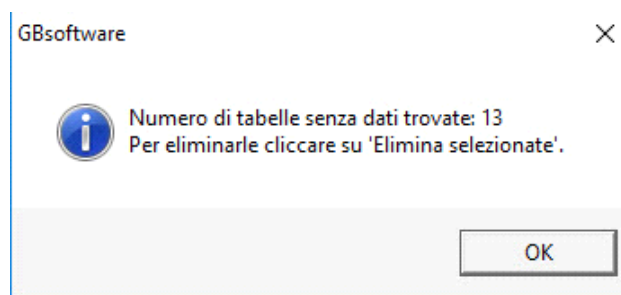 GBsoftware
Numero di tabelle senza dati trovate: 13
Per eliminarle cliccare su 'Elimina selezionate'.
OK